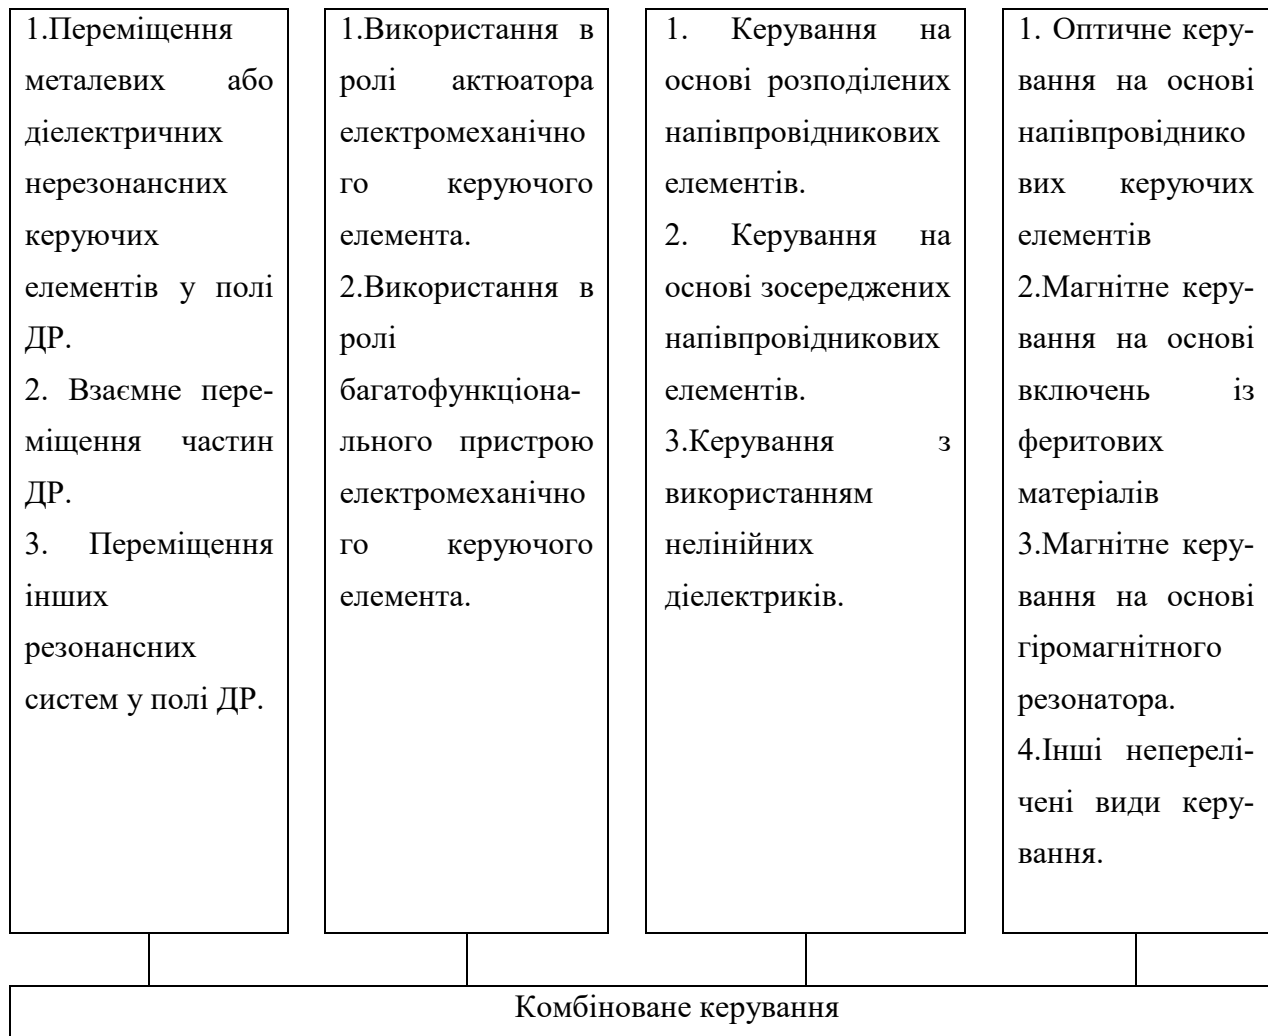 1.Переміщення
металевих або
діелектричних
нерезонансних
керуючих
елементів у полі
ДР.
2. Взаємне пере-
міщення частин
ДР.
3. Переміщення
інших
резонансних
систем у полі ДР.
1.Використання в
ролі актюатора
електромеханічно
го керуючого
елемента.
2.Використання в
ролі
багатофункціона-
льного пристрою
електромеханічно
го керуючого
елемента.
1. Керування на
основі розподілених
напівпровідникових
елементів.
2. Керування на
основі зосереджених
напівпровідникових
елементів.
3.Керування з
використанням
нелінійних
діелектриків.
1. Оптичне керу-
вання на основі
напівпровіднико
вих керуючих
елементів
2.Магнітне керу-
вання на основі
включень із
феритових
матеріалів
3.Магнітне керу-
вання на основі
гіромагнітного
резонатора.
4.Інші неперелі-
чені види керу-
вання.
Комбіноване керування